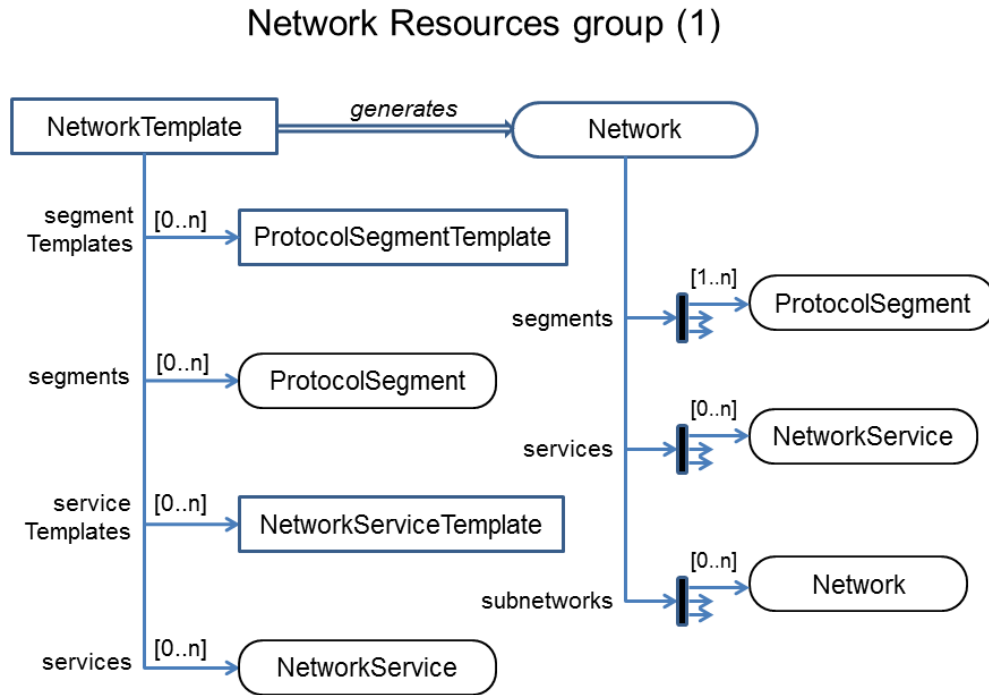 Network Resources group (1)
NetworkTemplate
generates
Network
segment
Templates
[0..n]
ProtocolSegmentTemplate
segments
[1..n]
ProtocolSegment
segments
[0..n]
ProtocolSegment
services
[0..n]
NetworkService
service
Templates
[0..n]
NetworkServiceTemplate
subnetworks
[0..n]
Network
services
[0..n]
NetworkService